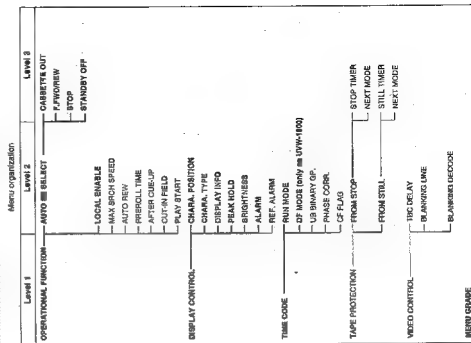 Menu organization
Level 1 Level 2 Level 3
OPERATIONAL FUNCTION AUTO EE SELECT CASSETTE OUT
F.FWD/REW
STOP
STANDBY OFF
LOCAL ENABLE
MAX SRCH SPEED
AUTO REW
PREROLL TIME
AFTER CUE-UP
CUT-IN FIELD
PLAY START
DISPLAY CONTROL CHARA. POSITION
CHARA. TYPE
DISPLAY INFO
PEAK HOLD
BRIGHTNESS
ALARM
REF. ALARM
TIME CODE RUN MODE
DF MODE (only on UVW-1800)
UB BINARY GP.
PHASE CORR.
CF FLAG
TAPE PROTECTION FROM STOP STOP TIMER
NEXT MODE
FROM STILL STILL TIMER
NEXT MODE
VIDEO CONTROL TBC DELAY
BLANKING LINE
BLANKING DECODE
MENU GRADE